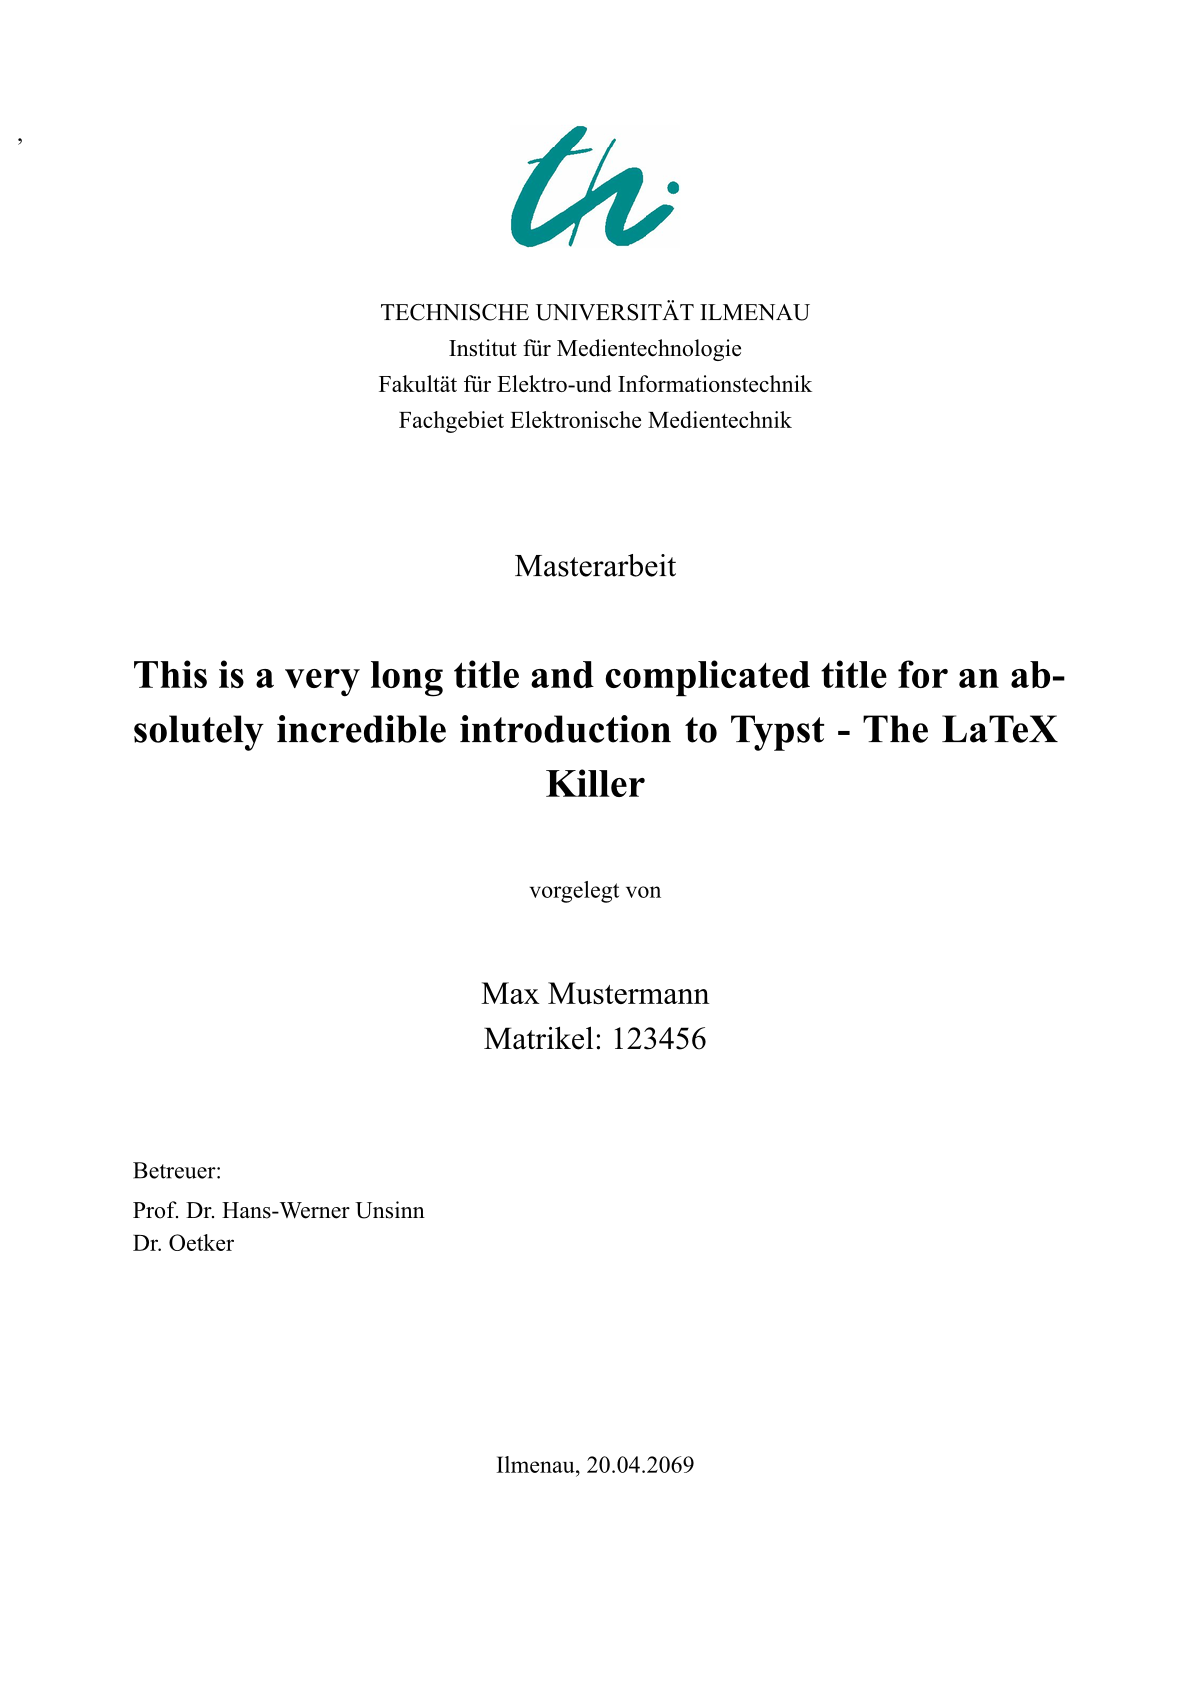 ,
th
TECHNISCHE UNIVERSITÄT ILMENAU
Institut für Medientechnologie
Fakultät für Elektro-und Informationstechnik
Fachgebiet Elektronische Medientechnik
Masterarbeit
This is a very long title and complicated title for an ab-
solutely incredible introduction to Typst - The LaTeX
Killer
vorgelegt von
Max Mustermann
Matrikel: 123456
Betreuer:
Prof. Dr. Hans-Werner Unsinn
Dr. Oetker
Ilmenau, 20.04.2069